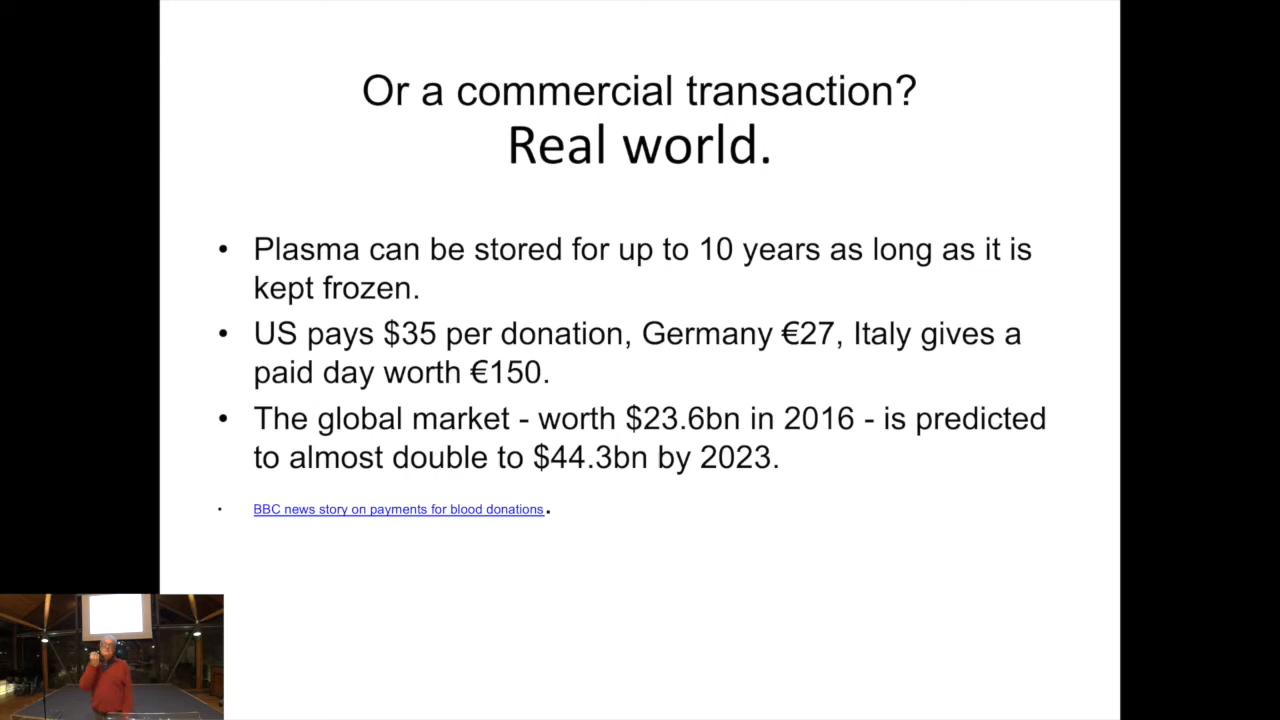 Or a commercial transaction?
Real world.
• Plasma can be stored for up to 10 years as long as it is
kept frozen.
• US pays $35 per donation, Germany €27, Italy gives a
paid day worth €150.
• The global market - worth $23.6bn in 2016 - is predicted
to almost double to $44.3bn by 2023.
• BBC news story on payments for blood donations.